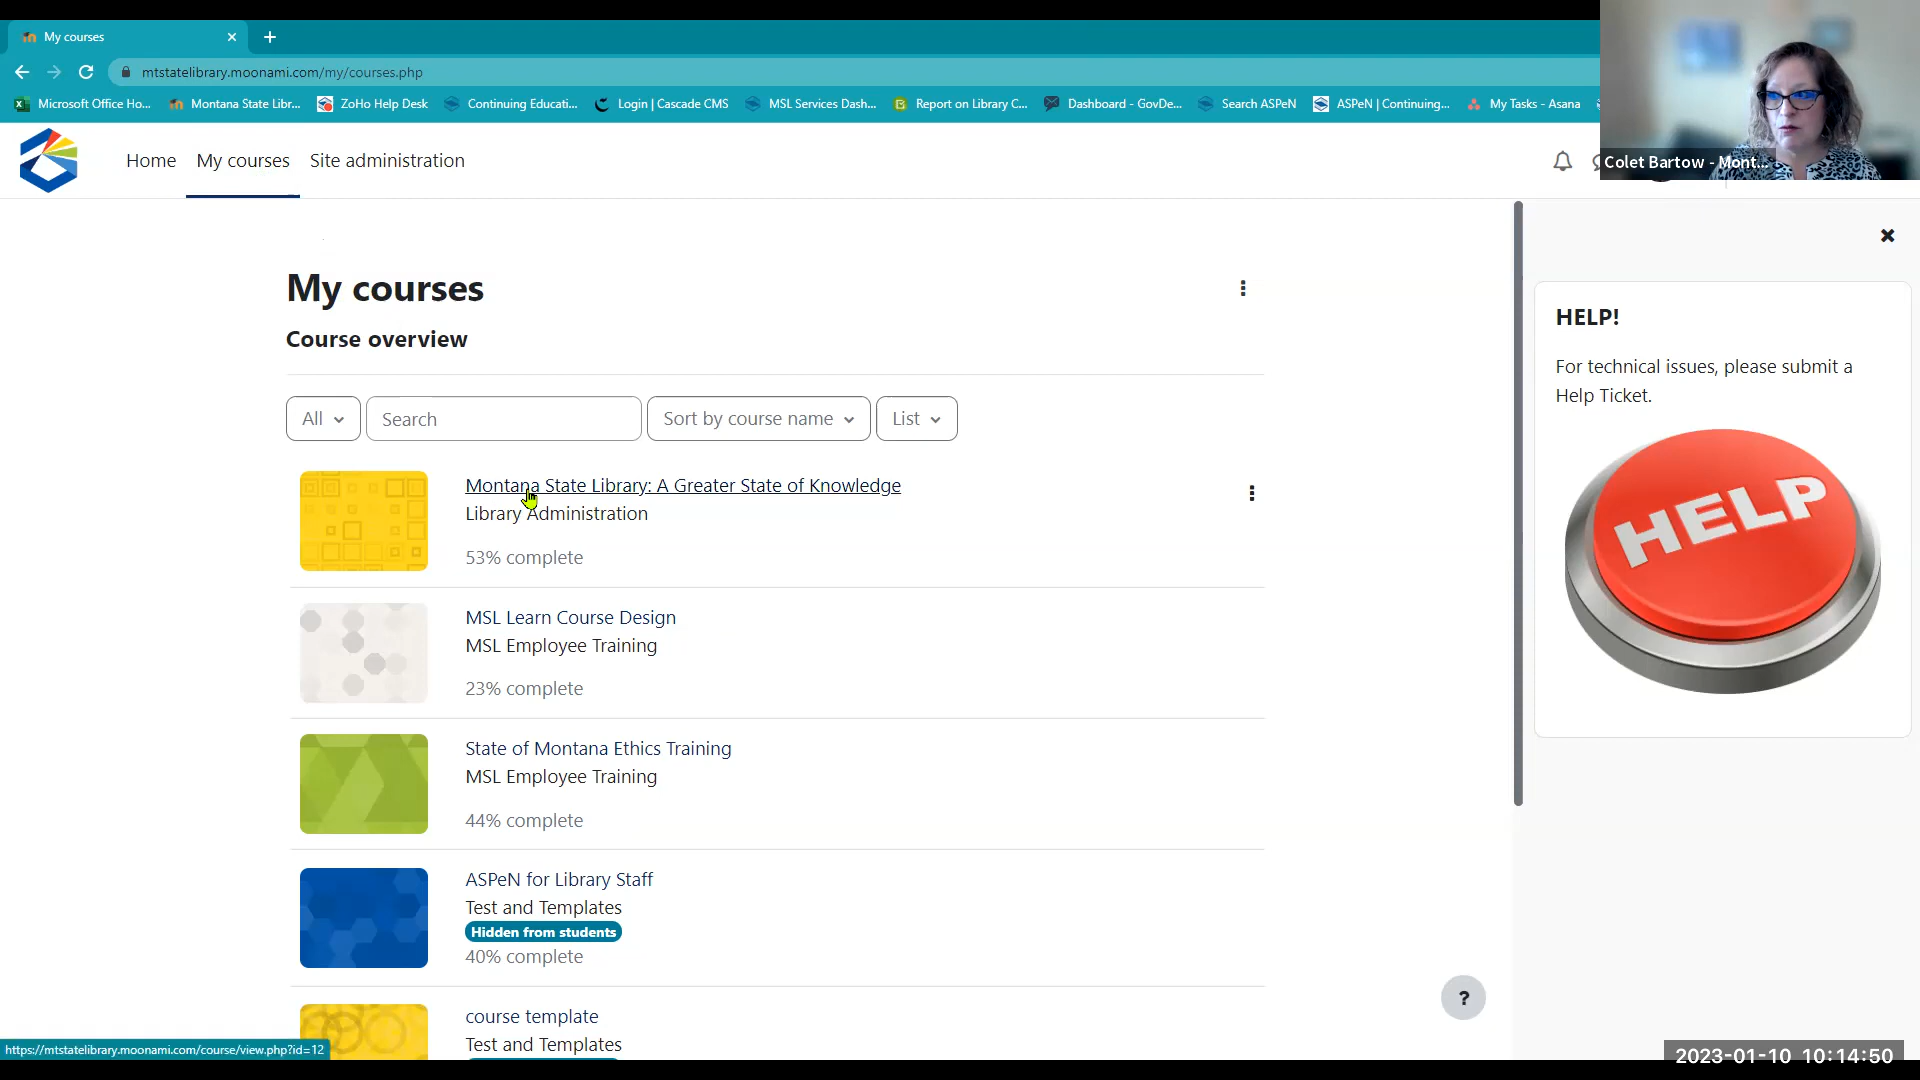 My courses
mtstatelibrary.moonami.com/my/courses.php
Microsoft Office Ho...
Montana State Libr...
ZoHo Help Desk
Continuing Educati...
Login | Cascade CMS
MSL Services Dash...
Report on Library C...
Dashboard - GovDe...
Search ASPeN
ASPeN | Continuing...
My Tasks - Asana
Colet Bartow - Mont...
Home
My courses
Site administration
My courses
Course overview
All
Search
Sort by course name
List
Montana State Library: A Greater State of Knowledge
Library Administration
53% complete
MSL Learn Course Design
MSL Employee Training
23% complete
State of Montana Ethics Training
MSL Employee Training
44% complete
ASPeN for Library Staff
Test and Templates
Hidden from students
40% complete
course template
Test and Templates
HELP!
For technical issues, please submit a
Help Ticket.
HELP
?
https://mtstatelibrary.moonami.com/course/view.php?id=12
2023-01-10 10:14:50